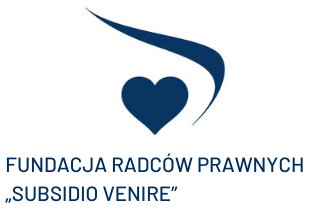 FUNDACJA RADCÓW PRAWNYCH
„SUBSIDIO VENIRE”